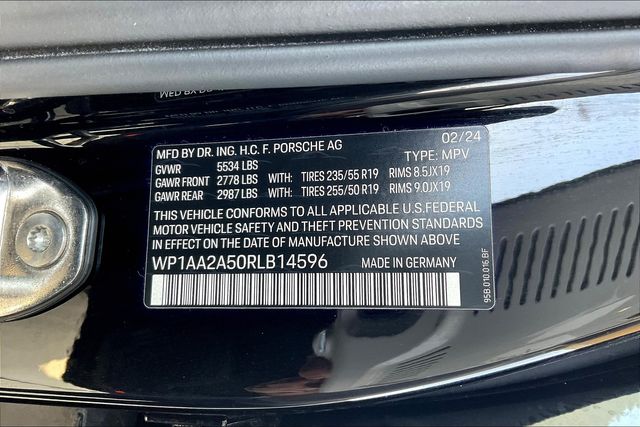 MFD BY DR. ING. H.C. F. PORSCHE AG 02/24
GVWR 5534 LBS TYPE: MPV
GAWR FRONT 2778 LBS WITH TIRES 235/55 R19 RIMS 8.5JX19
GAWR REAR 2987 LBS WITH TIRES 255/50 R19 RIMS 9.0JX19
THIS VEHICLE CONFORMS TO ALL APPLICABLE U.S.FEDERAL
MOTOR VEHICLE SAFETY AND THEFT PREVENTION STANDARDS
IN EFFECT ON THE DATE OF MANUFACTURE SHOWN ABOVE
WP1AA2A50RLB14596 MADE IN GERMANY
95B.010.016.BF